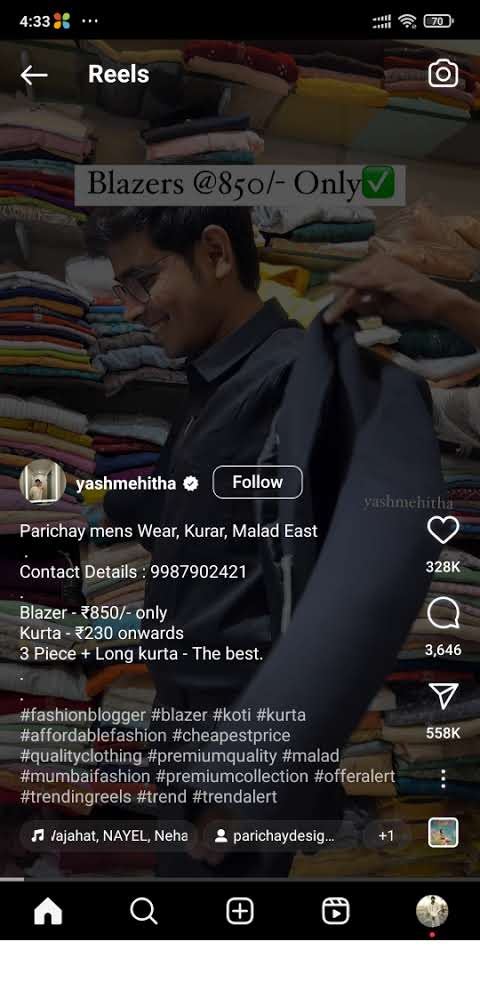 4:33
70
Reels
Blazers @850/- Only✅
yashmehitha
Follow
yashmehitha
Parichay mens Wear, Kurar, Malad East
.
Contact Details : 9987902421
.
Blazer - ₹850/- only
Kurta - ₹230 onwards
3 Piece + Long kurta - The best.
.
.
#fashionblogger #blazer #koti #kurta
#affordablefashion #cheapestprice
#qualityclothing #premiumquality #malad
#mumbaifashion #premiumcollection #offeralert
#trendingreels #trend #trendalert
328K
3,646
558K
/ajahat, NAYEL, Neha
parichaydesig...
+1